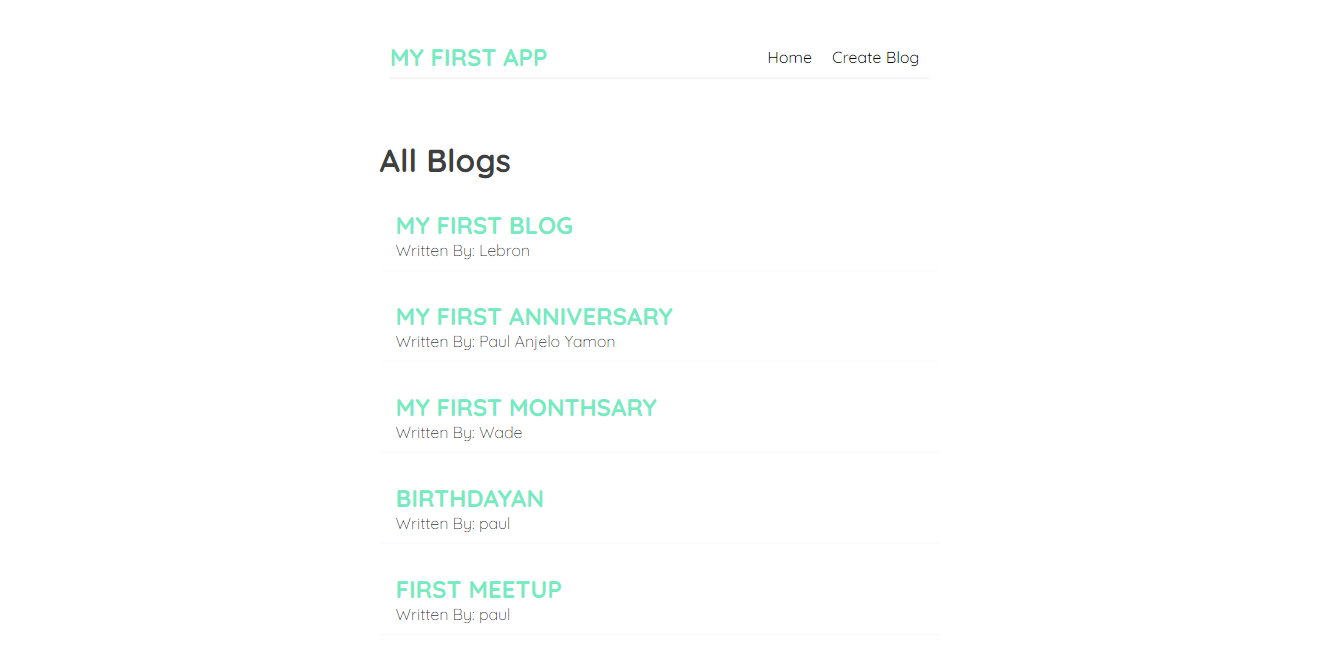 MY FIRST APP
Home Create Blog
All Blogs
MY FIRST BLOG
Written By: Lebron
MY FIRST ANNIVERSARY
Written By: Paul Anjelo Yamon
MY FIRST MONTHSARY
Written By: Wade
BIRTHDAYAN
Written By: paul
FIRST MEETUP
Written By: paul